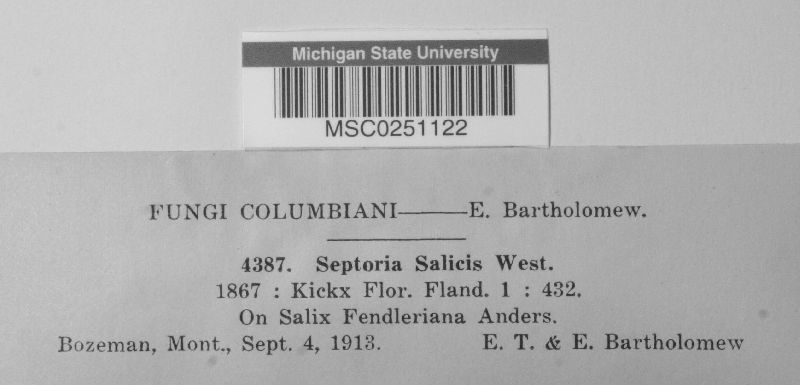 Michigan State University
MSC0251122
FUNGI COLUMBIANI——E. Bartholomew.
4387. Septoria Salicis West.
1867 : Kickx Flor. Fland. 1 : 432.
On Salix Fendleriana Anders.
Bozeman, Mont., Sept. 4, 1913. E. T. & E. Bartholomew